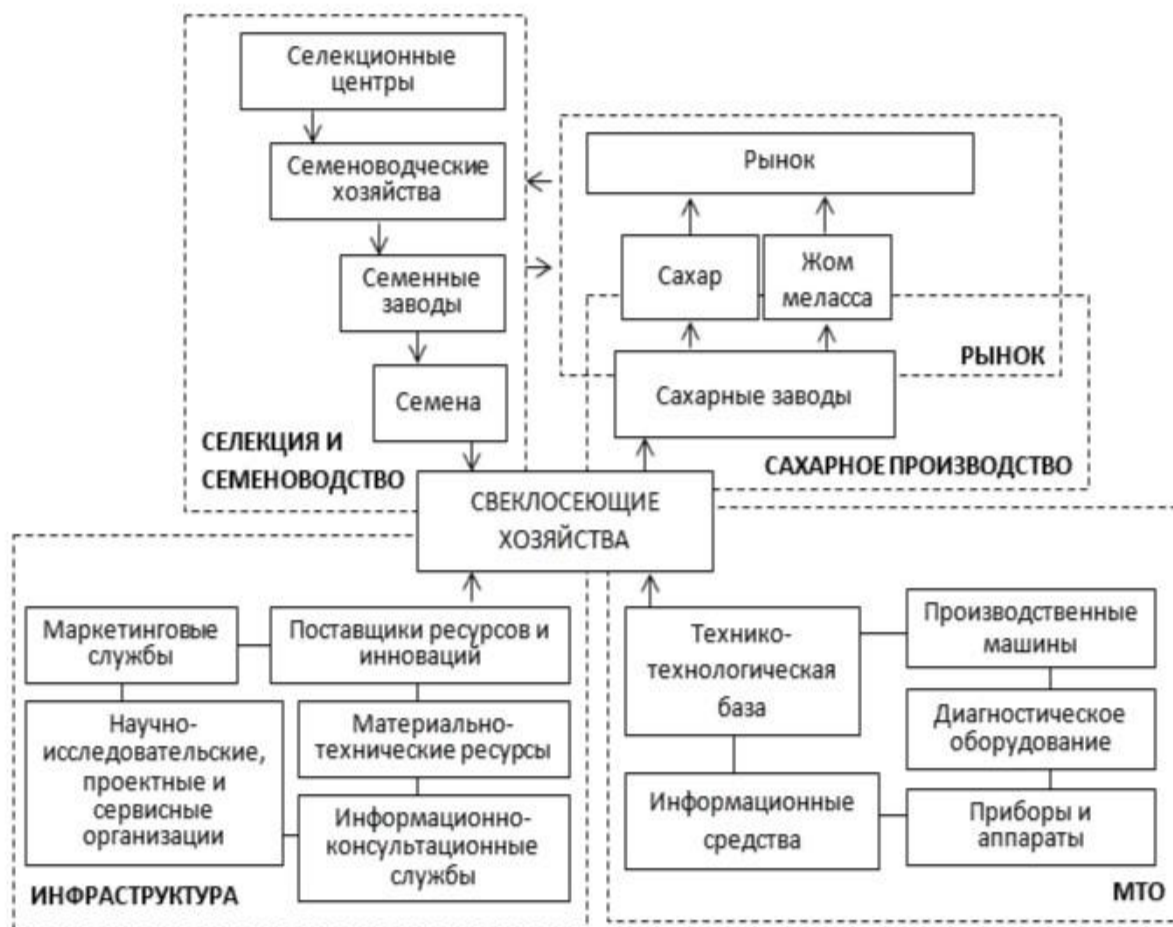 Селекционные
центры
Семеноводческие
хозяйства
Семенные
заводы
Семена
СЕЛЕКЦИЯ И
СЕМЕНОВОДСТВО
Рынок
Сахар
Жом
меласса
РЫНОК
Сахарные заводы
САХАРНОЕ ПРОИЗВОДСТВО
СВЕКЛОСЕЮЩИЕ
ХОЗЯЙСТВА
Маркетинговые
службы
Поставщики ресурсов и
инноваций
Научно-
исследовательские,
проектные и
сервисные
организации
Материально-
технические ресурсы
Информационно-
консультационные
службы
ИНФРАСТРУКТУРА
Технико-
технологическая
база
Производственные
машины
Диагностическое
оборудование
Информационные
средства
Приборы и
аппараты
МТО